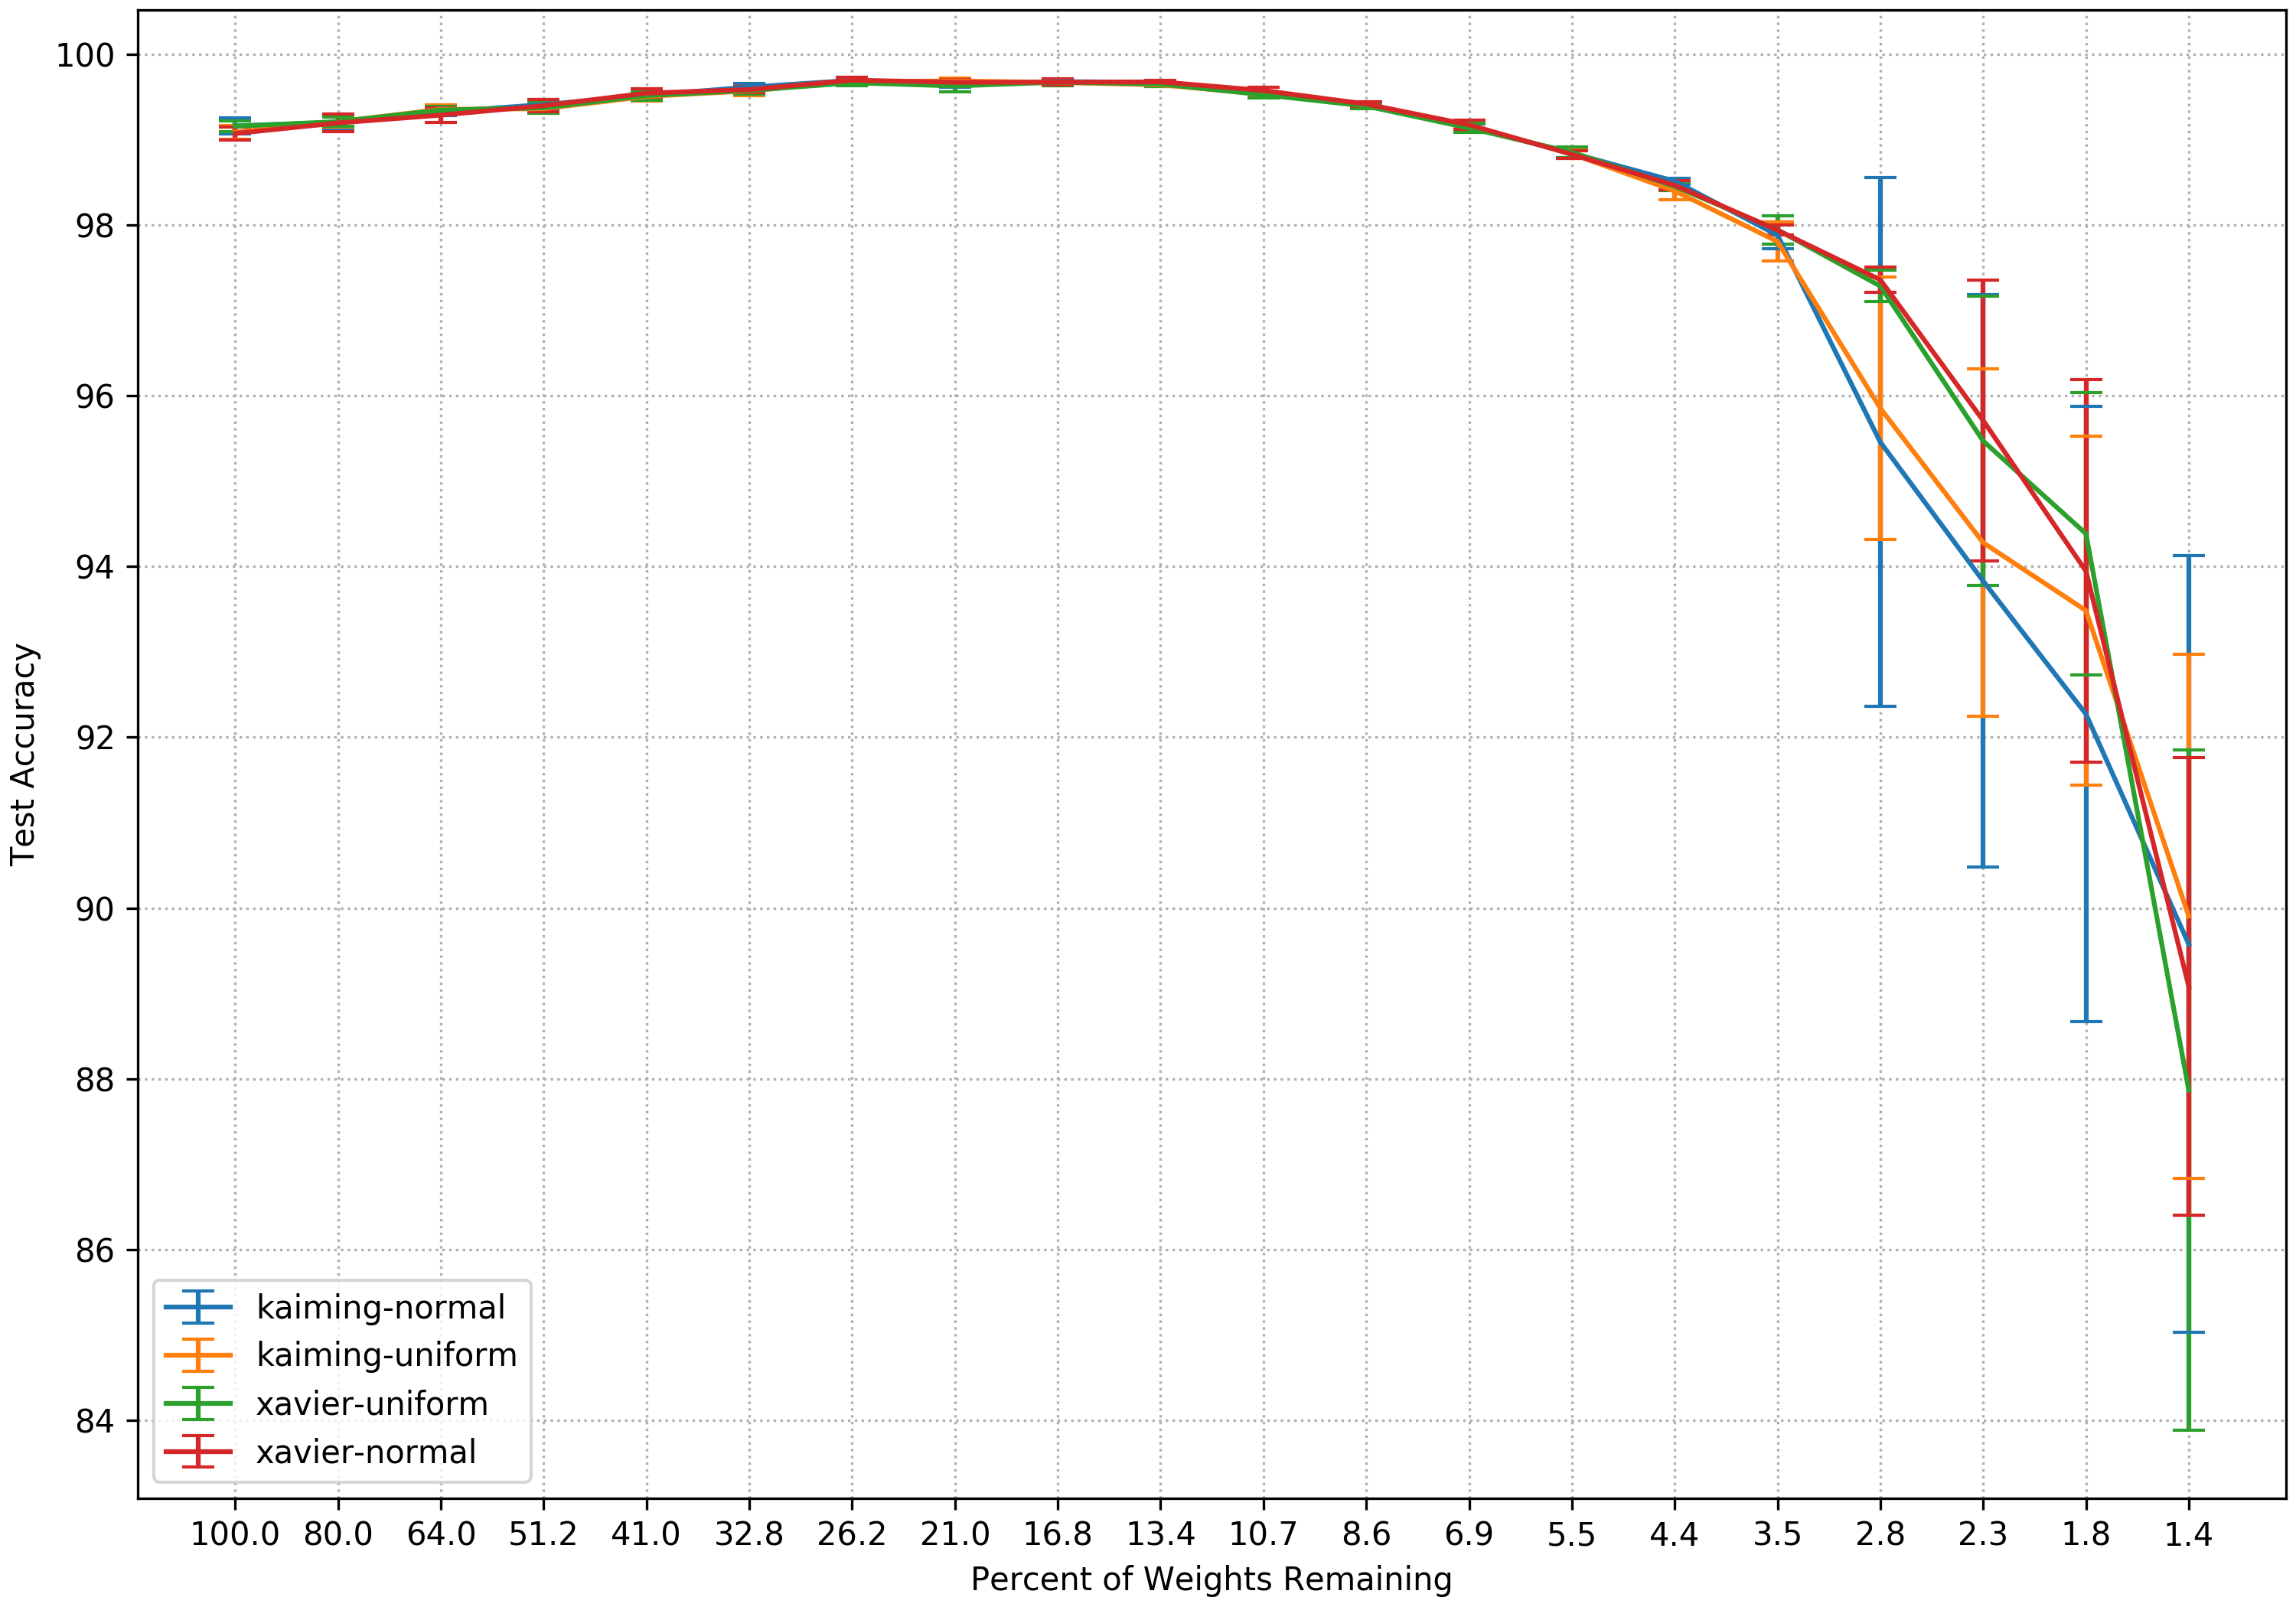 100
98
96
94
92
90
88
86
84
Test Accuracy
kaiming-normal
kaiming-uniform
xavier-uniform
xavier-normal
100.0 80.0 64.0 51.2 41.0 32.8 26.2 21.0 16.8 13.4 10.7 8.6 6.9 5.5 4.4 3.5 2.8 2.3 1.8 1.4
Percent of Weights Remaining